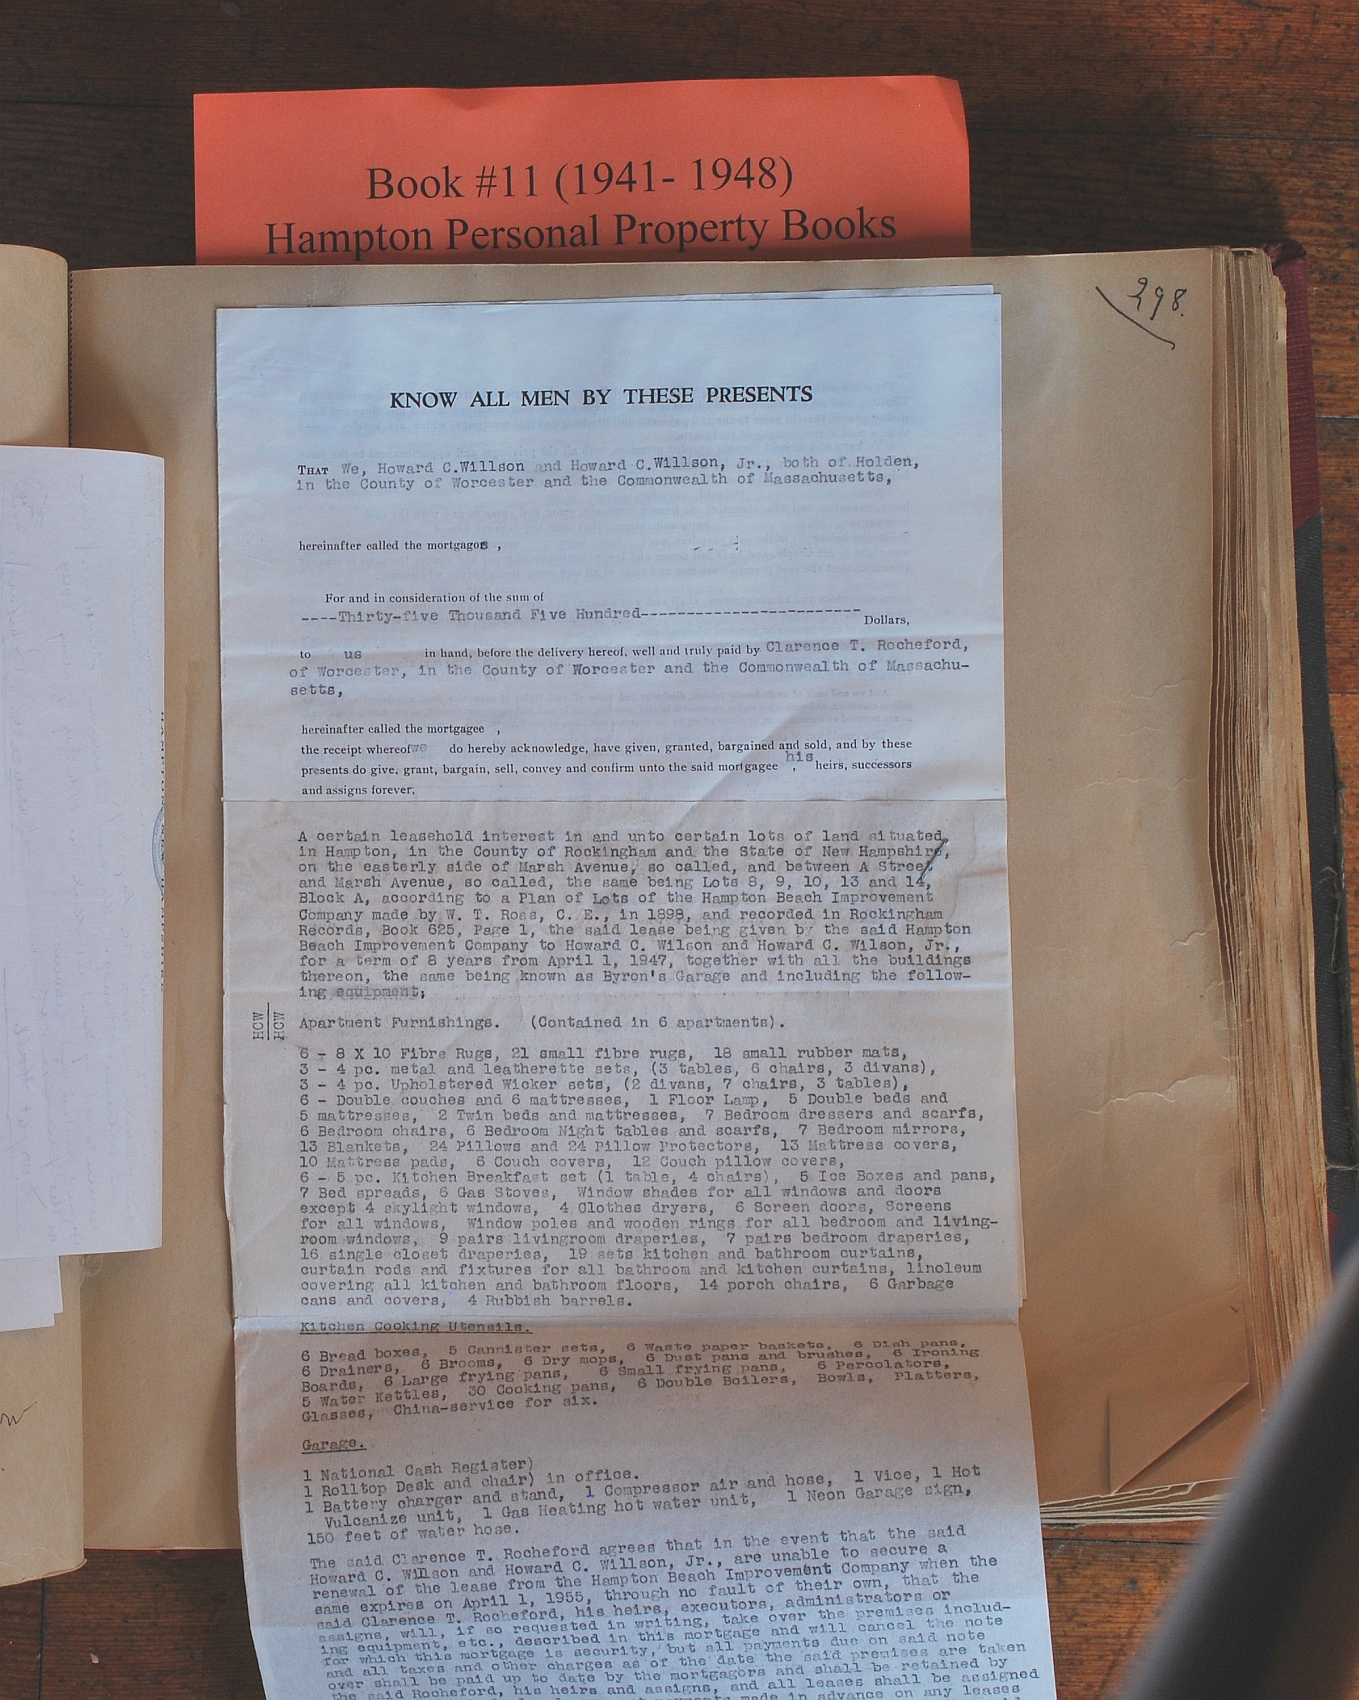 Book #11 (1941- 1948)
Hampton Personal Property Books
298.
KNOW ALL MEN BY THESE PRESENTS
THAT We, Howard C.Willson and Howard C.Willson, Jr., both of Holden,
in the County of Worcester and the Commonwealth of Massachusetts,
hereinafter called the mortgagos ,
For and in consideration of the sum of
----Thirty-five Thousand Five Hundred-----------------------
Dollars,
to us in hand, before the delivery hereof, well and truly paid by Clarence T. Rocheford,
of Worcester, in the County of Worcester and the Commonwealth of Massachu-
setts,
hereinafter called the mortgagee ,
the receipt whereof we do hereby acknowledge, have given, granted, bargained and sold, and by these
presents do give, grant, bargain, sell, convey and confirm unto the said mortgagee , his heirs, successors
and assigns forever,
A certain leasehold interest in and unto certain lots of land situated,
in Hampton, in the County of Rockingham and the State of New Hampshire,
on the easterly side of Marsh Avenue, so called, and between A Street
and Marsh Avenue, so called, the same being Lots 8, 9, 10, 13 and 14,
Block A, according to a Plan of Lots of the Hampton Beach Improvement
Company made by W. T. Ross, C. E., in 1898, and recorded in Rockingham
Records, Book 625, Page 1, the said lease being given by the said Hampton
Beach Improvement Company to Howard C. Wilson and Howard C. Wilson, Jr.,
for a term of 8 years from April 1, 1947, together with all the buildings
thereon, the same being known as Byron's Garage and including the follow-
ing equipment;
HCW
HCW
Apartment Furnishings. (Contained in 6 apartments).
6 - 8 X 10 Fibre Rugs, 21 small fibre rugs, 18 small rubber mats,
3 - 4 pc. metal and leatherette sets, (3 tables, 6 chairs, 3 divans),
3 - 4 pc. Upholstered Wicker sets, (2 divans, 7 chairs, 3 tables),
6 - Double couches and 6 mattresses, 1 Floor Lamp, 5 Double beds and
5 mattresses, 2 Twin beds and mattresses, 7 Bedroom dressers and scarfs,
6 Bedroom chairs, 6 Bedroom Night tables and scarfs, 7 Bedroom mirrors,
13 Blankets, 24 Pillows and 24 Pillow Protectors, 13 Mattress covers,
10 Mattress pads, 6 Couch covers, 12 Couch pillow covers,
6 - 5 pc. Kitchen Breakfast set (1 table, 4 chairs), 5 Ice Boxes and pans,
7 Bed spreads, 6 Gas Stoves, Window shades for all windows and doors
except 4 skylight windows, 4 Clothes dryers, 6 Screen doors, Screens
for all windows, Window poles and wooden rings for all bedroom and living-
room windows, 9 pairs livingroom draperies, 7 pairs bedroom draperies,
16 single closet draperies, 19 sets kitchen and bathroom curtains,
curtain rods and fixtures for all bathroom and kitchen curtains, linoleum
covering all kitchen and bathroom floors, 14 porch chairs, 6 Garbage
cans and covers, 4 Rubbish barrels.
Kitchen Cooking Utensils.
6 Bread boxes, 5 Cannister sets, 6 Waste paper baskets, 6 Dish pans,
6 Drainers, 6 Brooms, 6 Dry mops, 6 Dust pans and brushes, 6 Ironing
Boards, 6 Large frying pans, 6 Small frying pans, 6 Percolators,
5 Water Kettles, 30 Cooking pans, 6 Double Boilers, Bowls, Platters,
Glasses, China-service for six.
Garage.
1 National Cash Register)
1 Rolltop Desk and chair) in office.
1 Battery charger and stand, 1 Compressor air and hose, 1 Vice, 1 Hot
Vulcanize unit, 1 Gas Heating hot water unit, 1 Neon Garage sign,
150 feet of water hose.
The said Clarence T. Rocheford agrees that in the event that the said
Howard C. Willson and Howard C. Willson, Jr., are unable to secure a
renewal of the lease from the Hampton Beach Improvement Company when the
same expires on April 1, 1955, through no fault of their own, that the
said Clarence T. Rocheford, his heirs, executors, administrators or
assigns, will, if so requested in writing, take over the premises includ-
ing equipment, etc., described in this mortgage and will cancel the note
for which this mortgage is security, but all payments due on said note
and all taxes and other charges as of the date the said premises are taken
over shall be paid up to date by the mortgagors and shall be retained by
the said Rocheford, his heirs and assigns, and all leases shall be assigned
made in advance on any leases